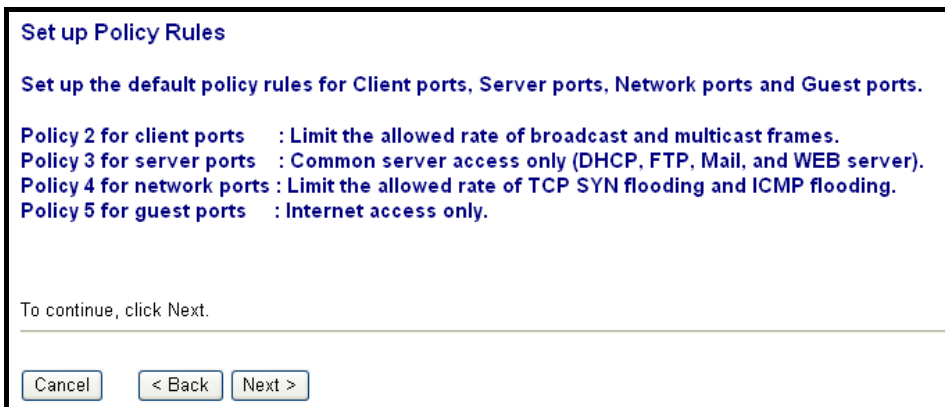 Set up Policy Rules
Set up the default policy rules for Client ports, Server ports, Network ports and Guest ports.
Policy 2 for client ports : Limit the allowed rate of broadcast and multicast frames.
Policy 3 for server ports : Common server access only (DHCP, FTP, Mail, and WEB server).
Policy 4 for network ports : Limit the allowed rate of TCP SYN flooding and ICMP flooding.
Policy 5 for guest ports : Internet access only.
To continue, click Next.
Cancel < Back Next >